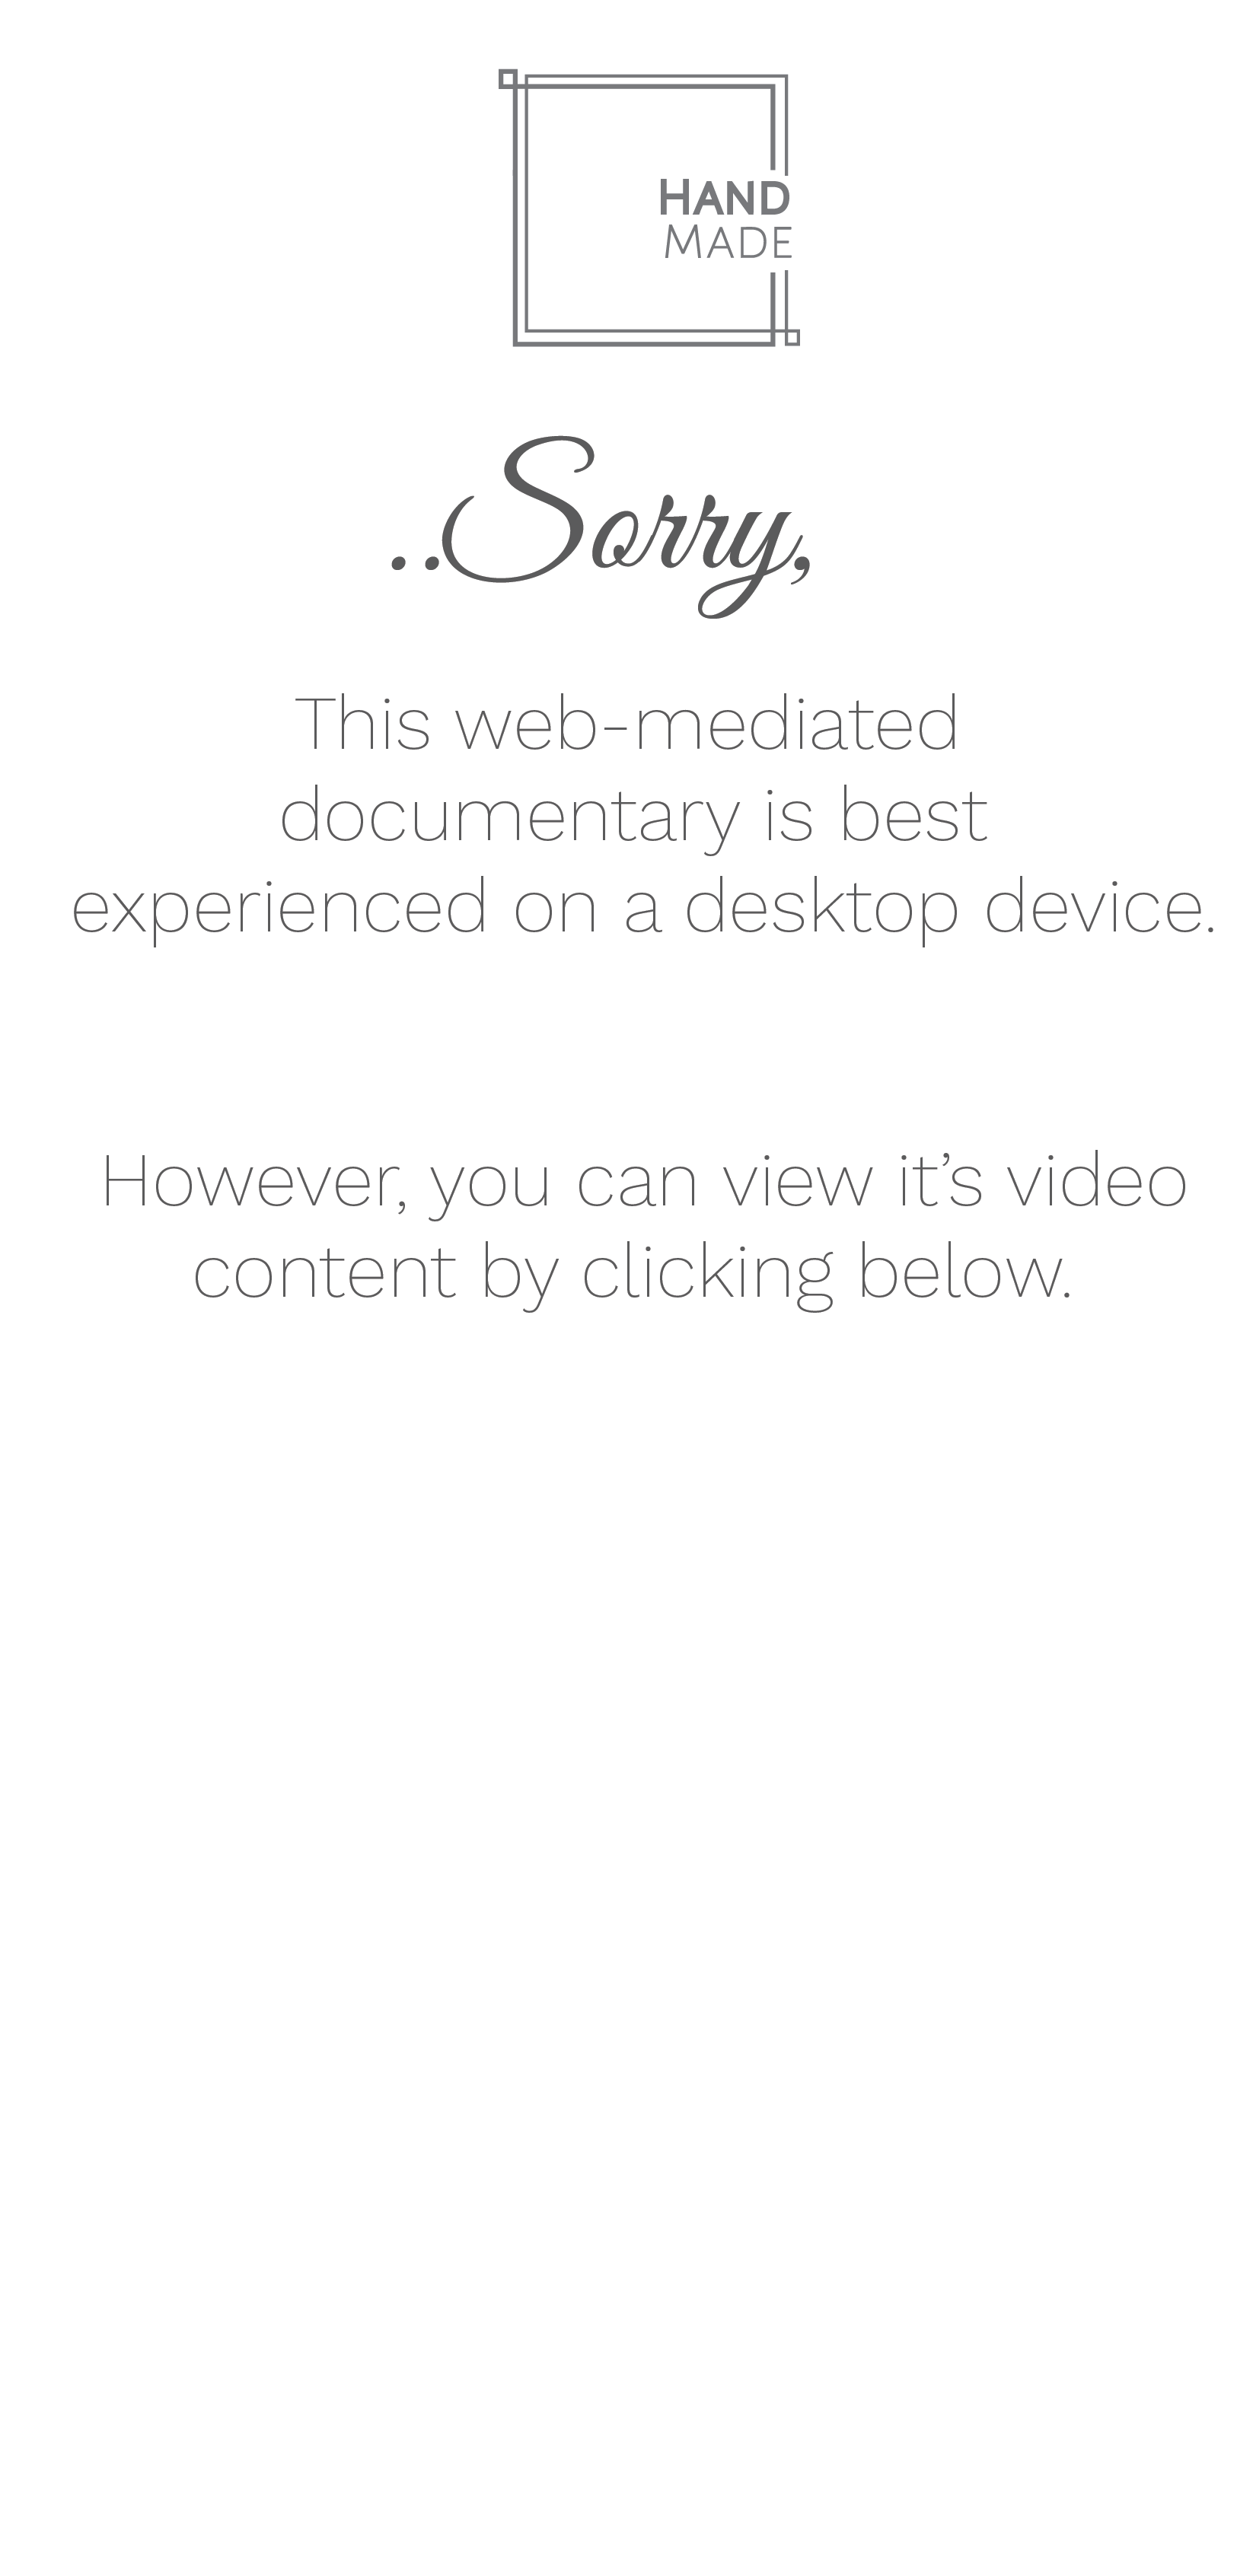 HAND
MADE
..Sorry,
This web-mediated
documentary is best
experienced on a desktop device.
However, you can view it’s video
content by clicking below.